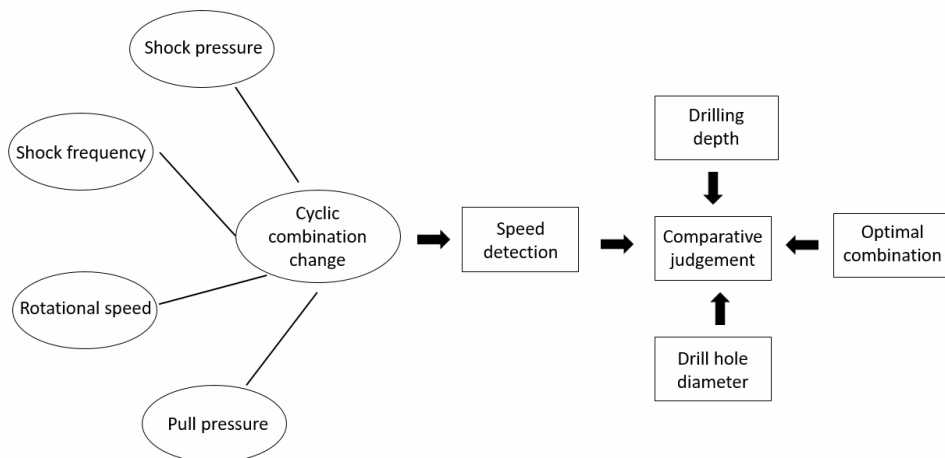 Shock pressure
Shock frequency
Rotational speed
Pull pressure
Cyclic
combination
change
Speed
detection
Drilling
depth
Comparative
judgement
Drill hole
diameter
Optimal
combination